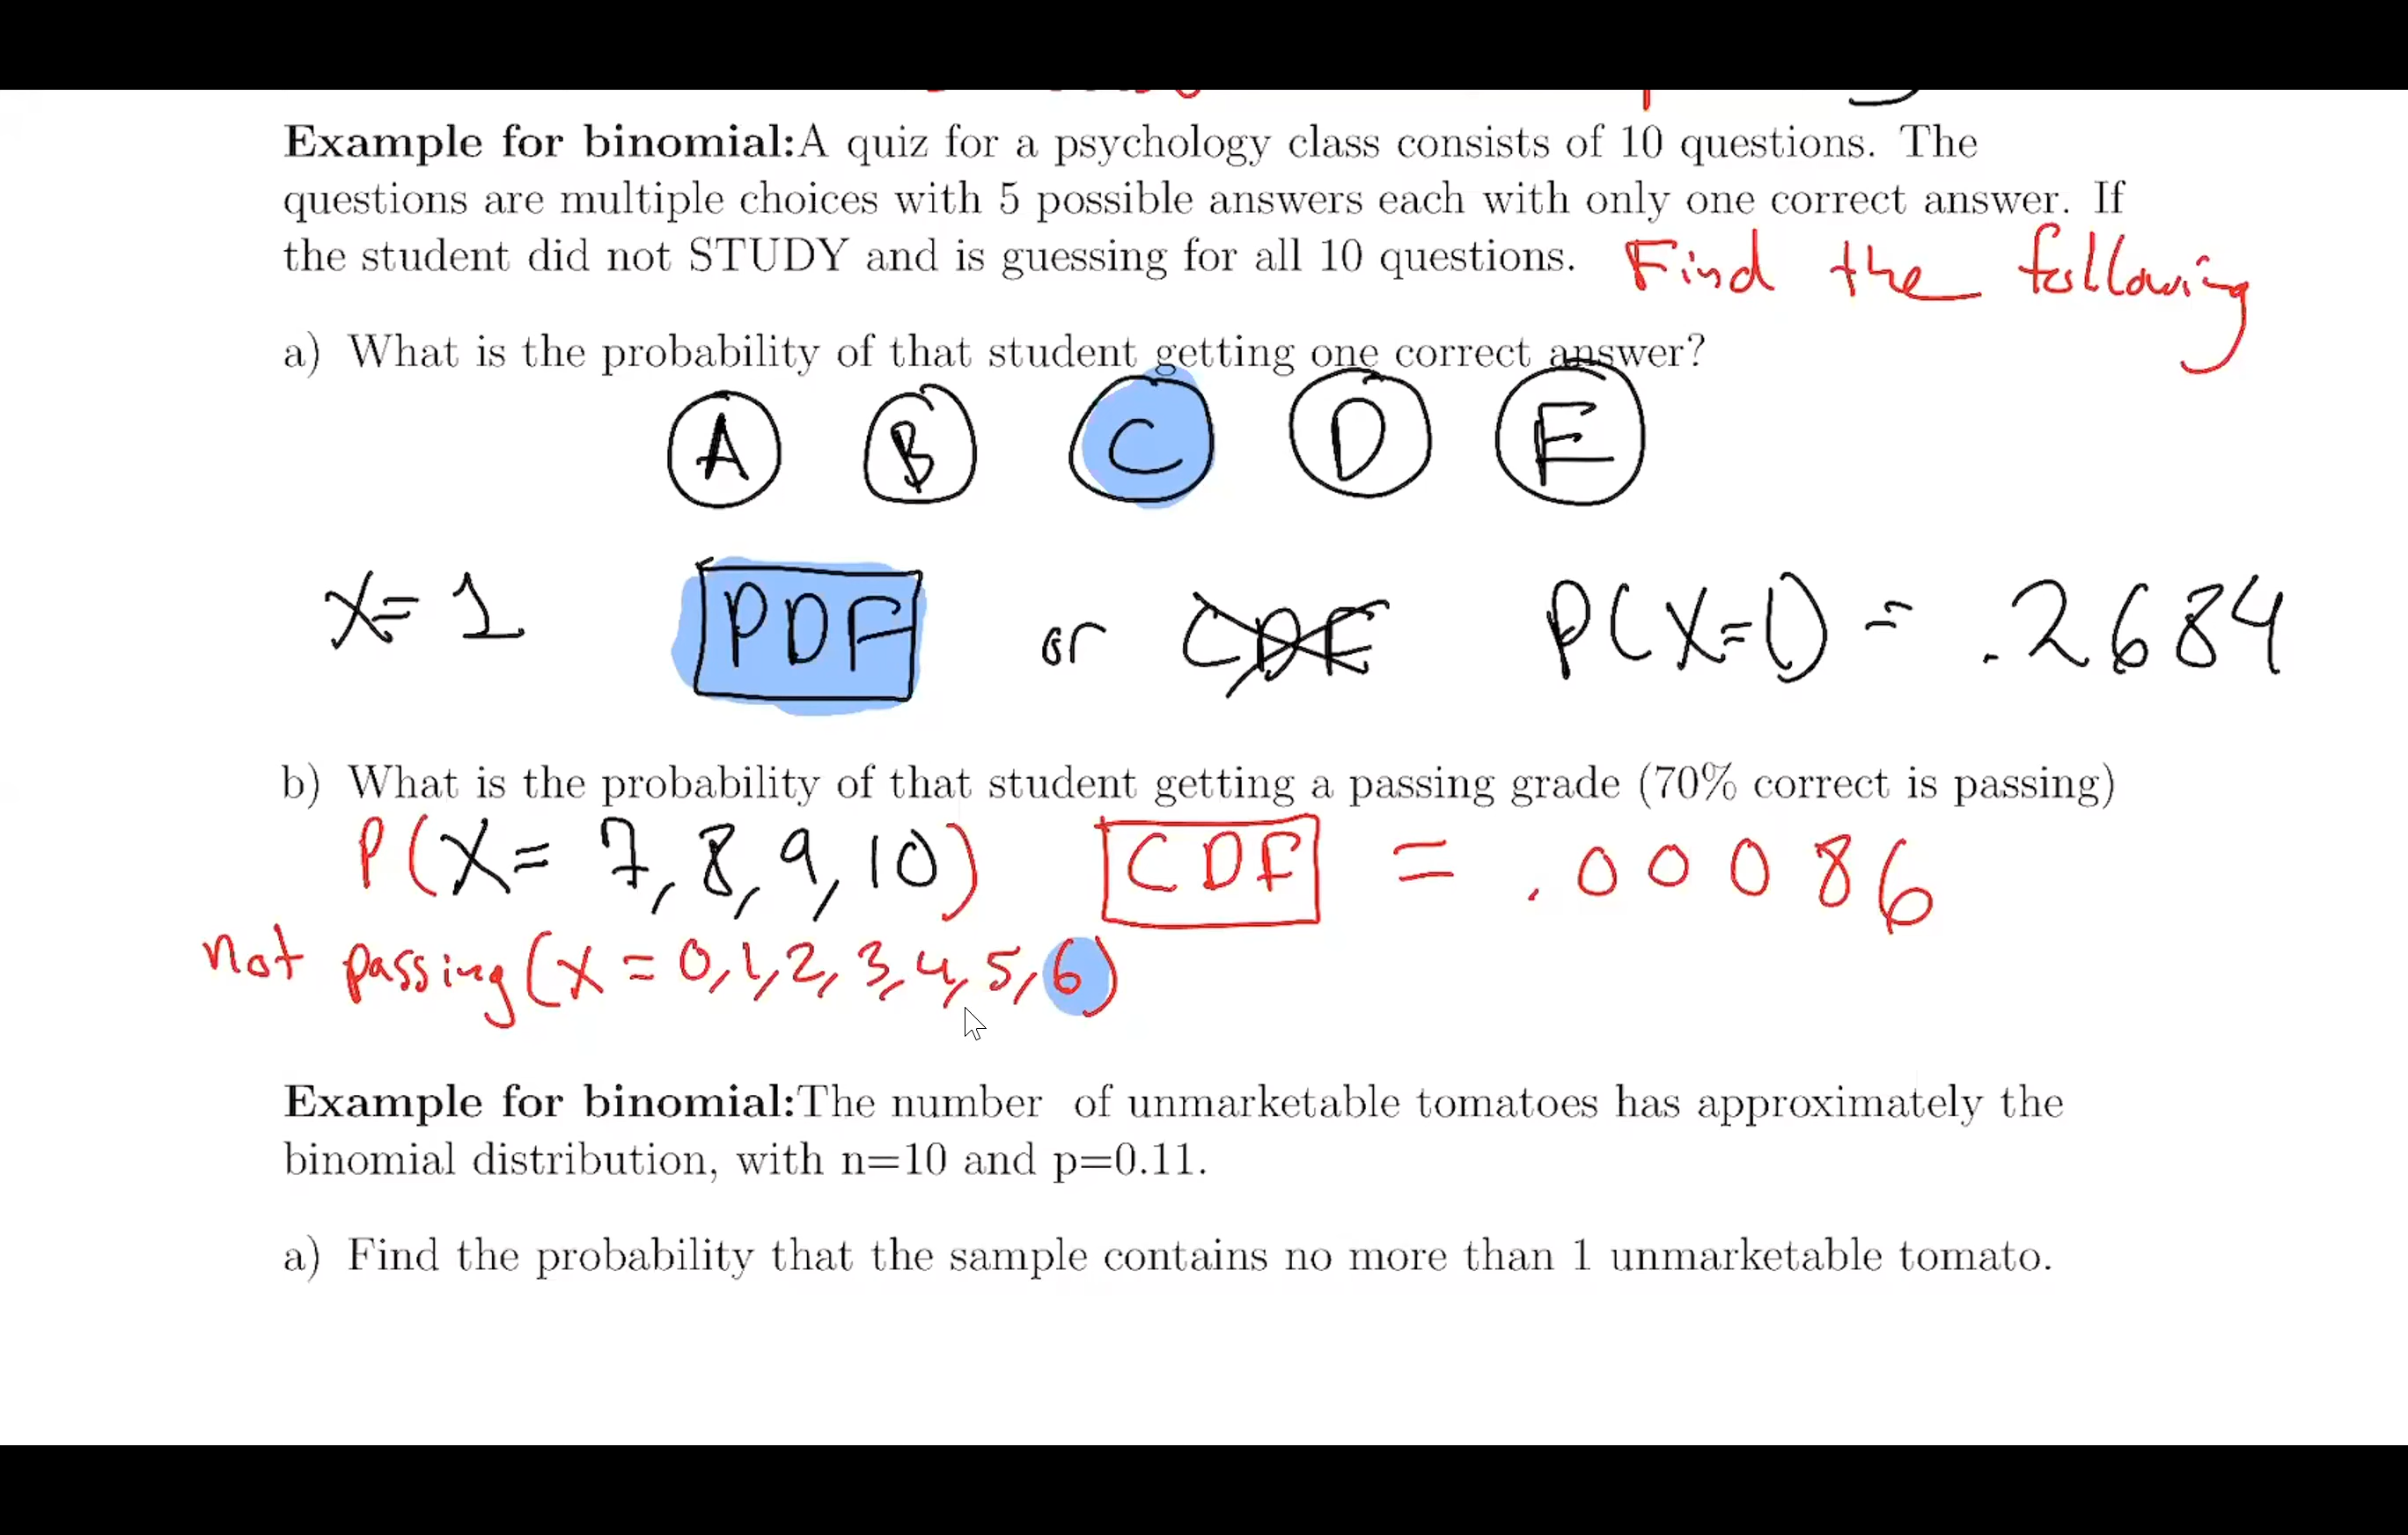 Example for binomial:A quiz for a psychology class consists of 10 questions. The
questions are multiple choices with 5 possible answers each with only one correct answer. If
the student did not STUDY and is guessing for all 10 questions. Find the following
a) What is the probability of that student getting one correct answer?
A B C D E
X= 1 PDF or CDF P(X=1) = .2684
b) What is the probability of that student getting a passing grade (70% correct is passing)
P(X= 7, 8, 9, 10) CDF = .00086
not passing (X = 0, 1, 2, 3, 4, 5, 6)
Example for binomial:The number of unmarketable tomatoes has approximately the
binomial distribution, with n=10 and p=0.11.
a) Find the probability that the sample contains no more than 1 unmarketable tomato.